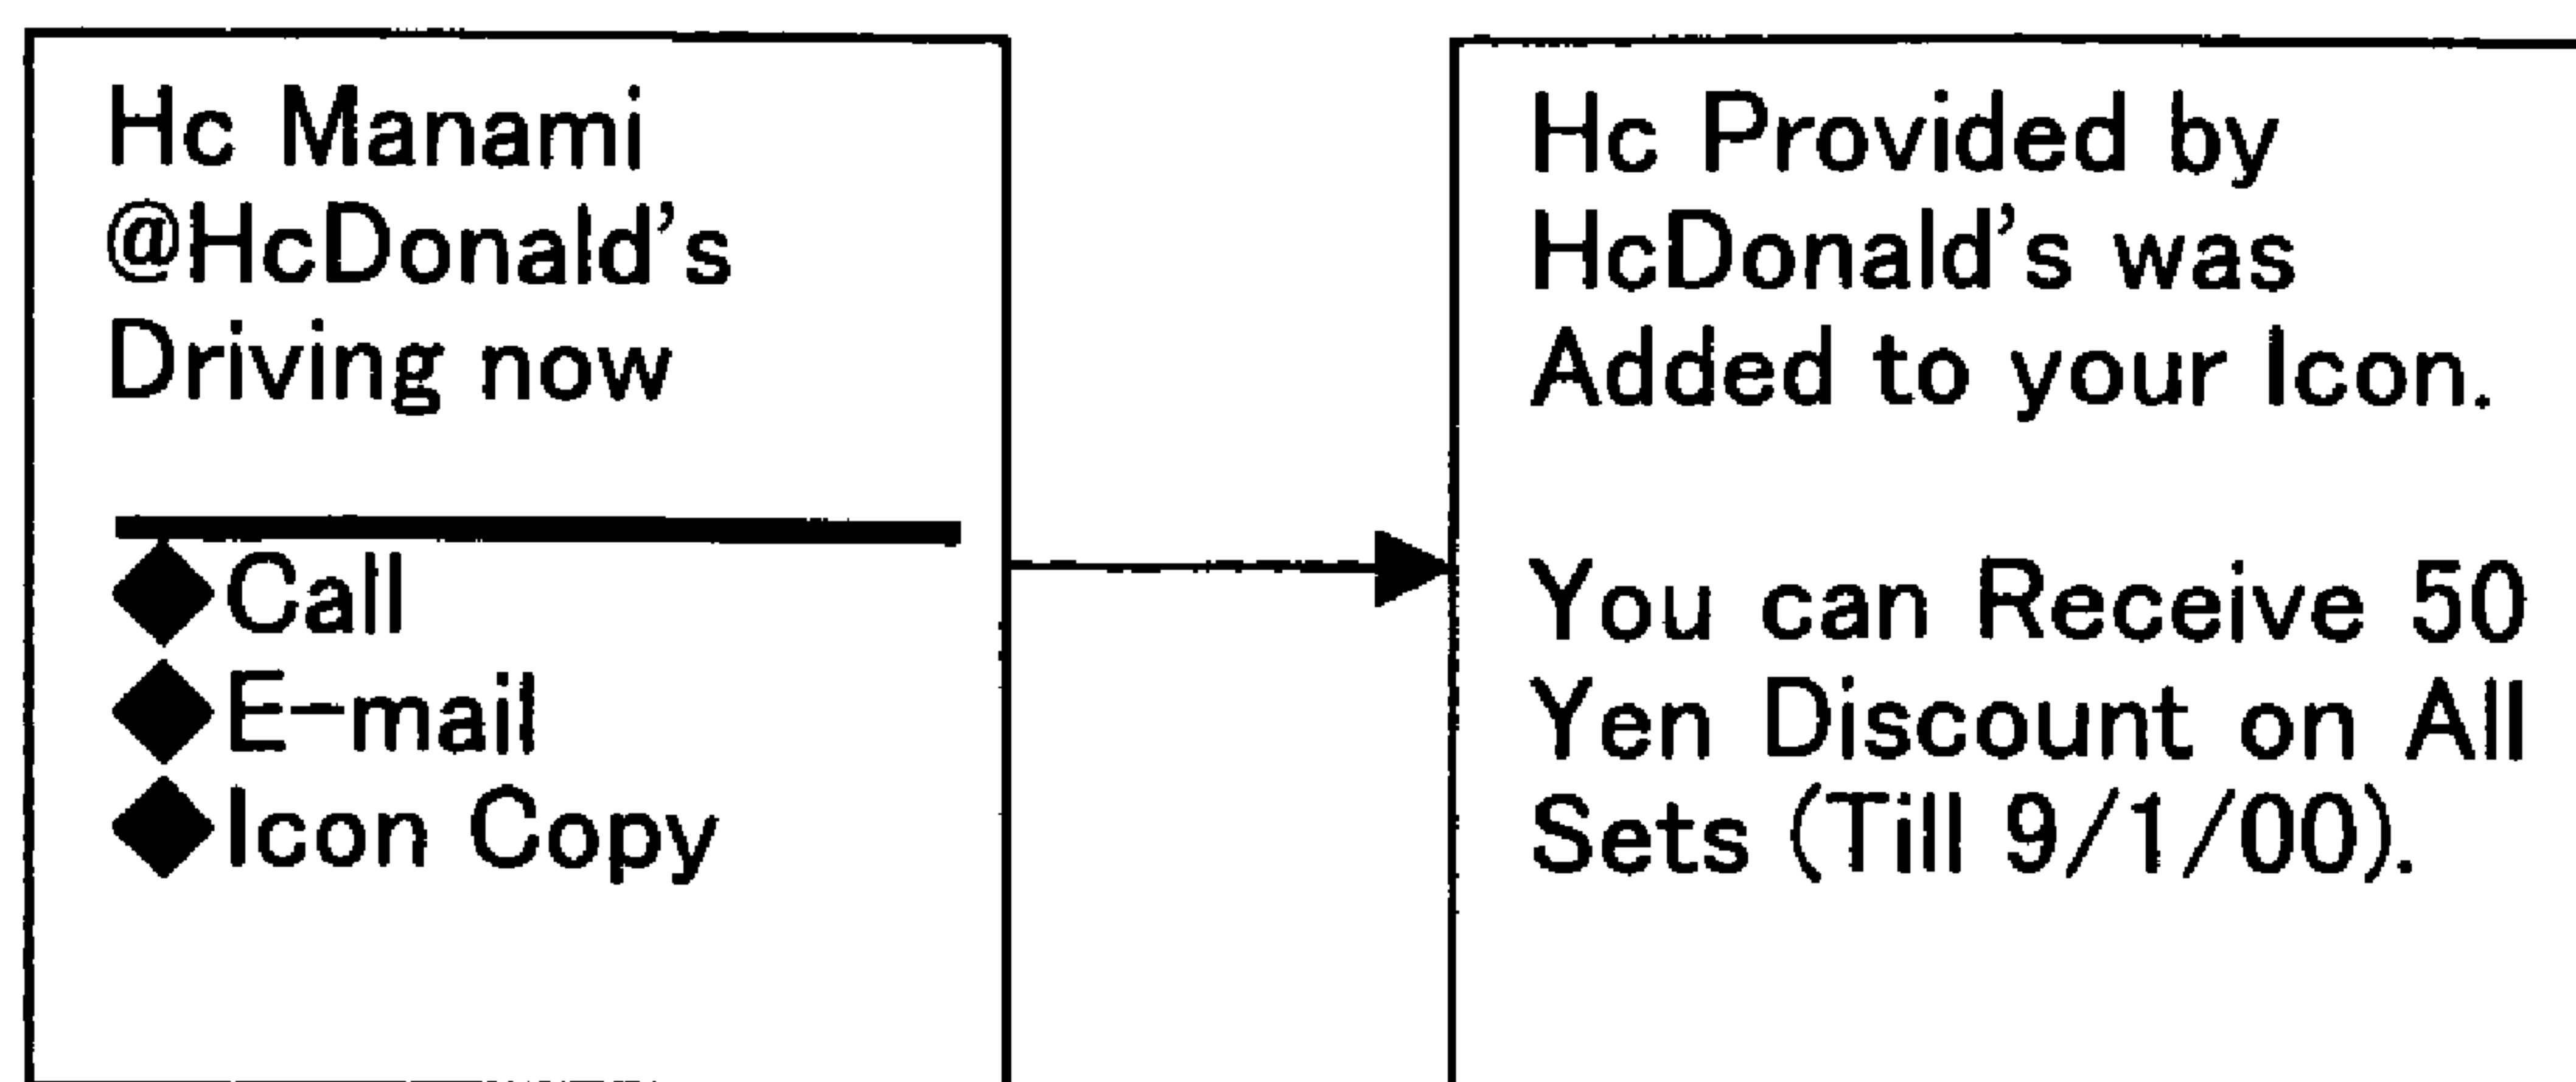 Hc Manami
@HcDonald's
Driving now
◆Call
◆E-mail
◆Icon Copy
Hc Provided by
HcDonald's was
Added to your Icon.
You can Receive 50
Yen Discount on All
Sets (Till 9/1/00).